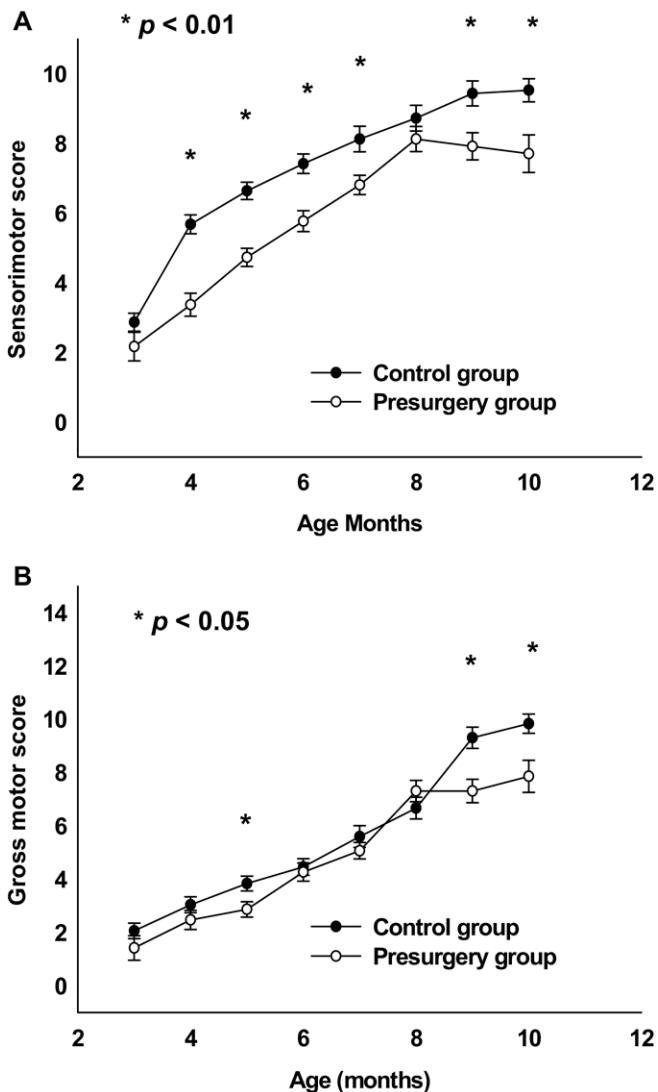 A
* p < 0.01
* * * * * *
10
8
6
4
2
0
Sensorimotor score
Control group
Presurgery group
2 4 6 8 10 12
Age Months
B
* p < 0.05
* * *
14
12
10
8
6
4
2
0
Gross motor score
Control group
Presurgery group
2 4 6 8 10 12
Age (months)